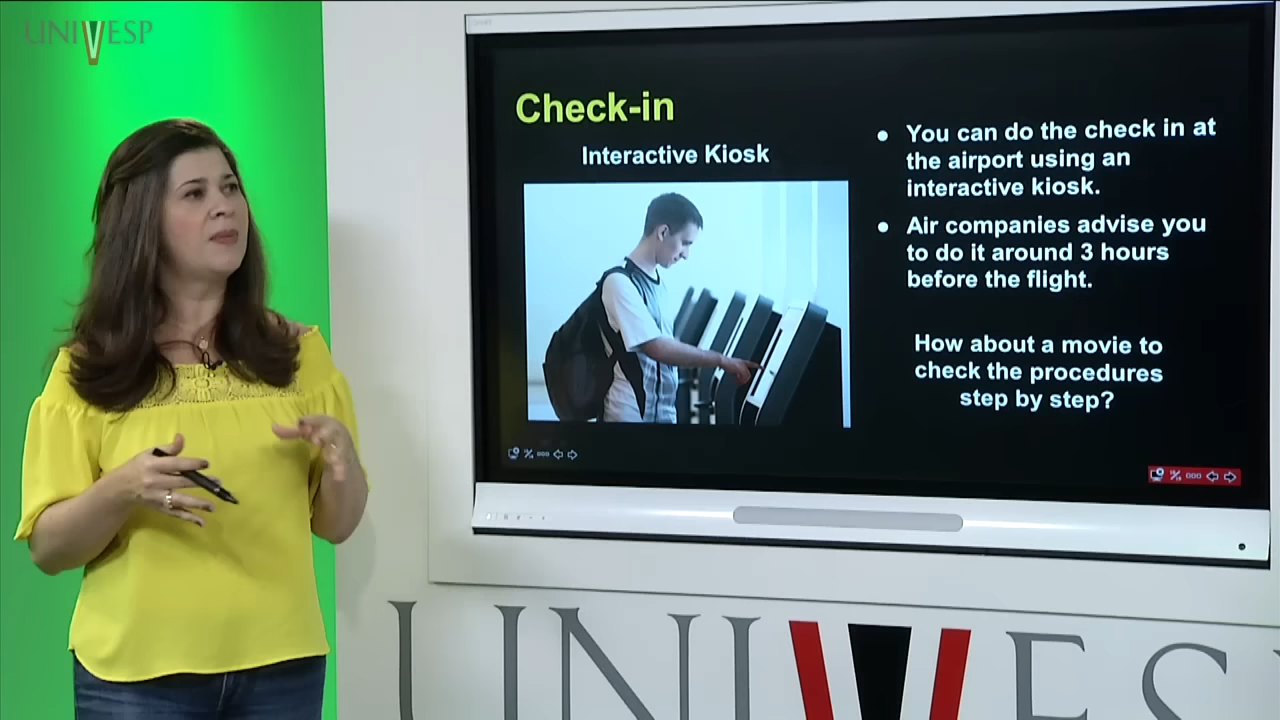 UNIVESP
Check-in
Interactive Kiosk
● You can do the check in at
the airport using an
interactive kiosk.
● Air companies advise you
to do it around 3 hours
before the flight.
How about a movie to
check the procedures
step by step?
UNIVES